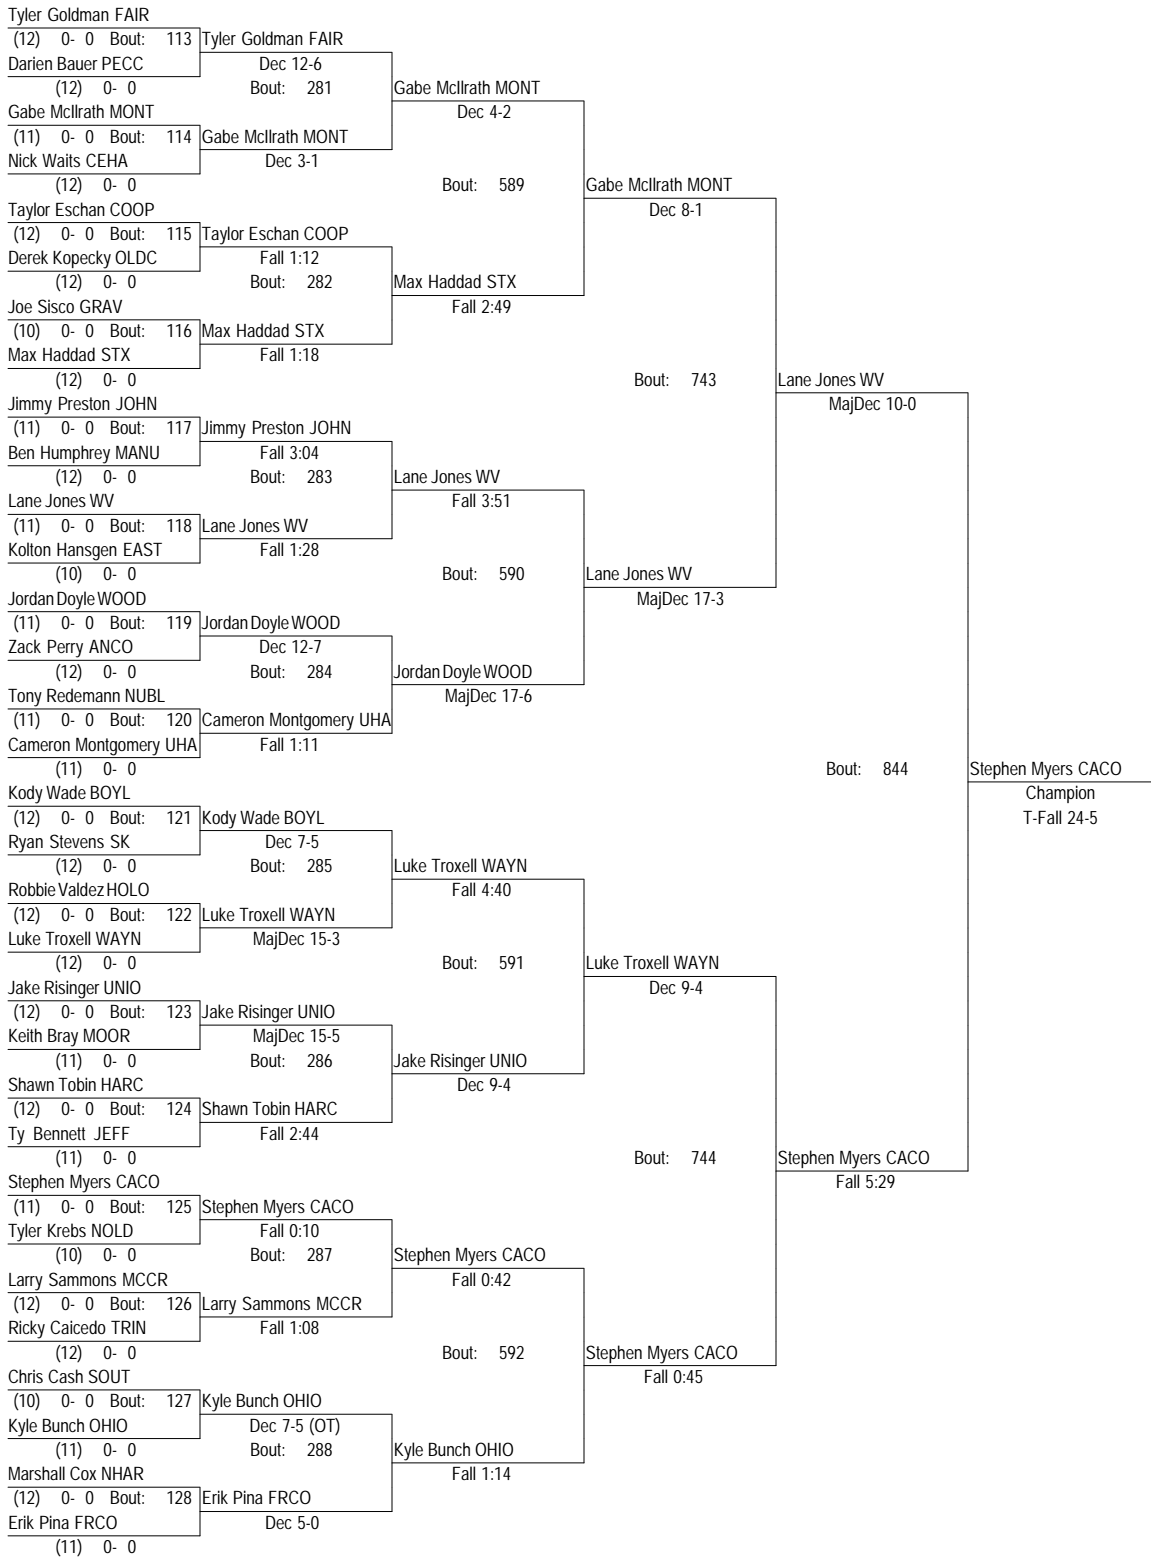 Tyler Goldman FAIR
(12) 0- 0 Bout: 113 Tyler Goldman FAIR
Darien Bauer PECC Dec 12-6
(12) 0- 0 Bout: 281 Gabe McIlrath MONT
Gabe McIlrath MONT Dec 4-2
(11) 0- 0 Bout: 114 Gabe McIlrath MONT
Nick Waits CEHA Dec 3-1
(12) 0- 0 Bout: 589 Gabe McIlrath MONT
Taylor Eschan COOP Dec 8-1
(12) 0- 0 Bout: 115 Taylor Eschan COOP
Derek Kopecky OLDC Fall 1:12
(12) 0- 0 Bout: 282 Max Haddad STX
Joe Sisco GRAV Fall 2:49
(10) 0- 0 Bout: 116 Max Haddad STX
Max Haddad STX Fall 1:18
(12) 0- 0 Bout: 743 Lane Jones WV
Jimmy Preston JOHN MajDec 10-0
(11) 0- 0 Bout: 117 Jimmy Preston JOHN
Ben Humphrey MANU Fall 3:04
(12) 0- 0 Bout: 283 Lane Jones WV
Lane Jones WV Fall 3:51
(11) 0- 0 Bout: 118 Lane Jones WV
Kolton Hansgen EAST Fall 1:28
(10) 0- 0 Bout: 590 Lane Jones WV
Jordan Doyle WOOD MajDec 17-3
(11) 0- 0 Bout: 119 Jordan Doyle WOOD
Zack Perry ANCO Dec 12-7
(12) 0- 0 Bout: 284 Jordan Doyle WOOD
Tony Redemann NUBL MajDec 17-6
(11) 0- 0 Bout: 120 Cameron Montgomery UHA
Cameron Montgomery UHA Fall 1:11
(11) 0- 0 Bout: 844 Stephen Myers CACO
Kody Wade BOYL Champion
(12) 0- 0 Bout: 121 Kody Wade BOYL T-Fall 24-5
Ryan Stevens SK Dec 7-5
(12) 0- 0 Bout: 285 Luke Troxell WAYN
Robbie Valdez HOLO Fall 4:40
(12) 0- 0 Bout: 122 Luke Troxell WAYN
Luke Troxell WAYN MajDec 15-3
(12) 0- 0 Bout: 591 Luke Troxell WAYN
Jake Risinger UNIO Dec 9-4
(12) 0- 0 Bout: 123 Jake Risinger UNIO
Keith Bray MOOR MajDec 15-5
(11) 0- 0 Bout: 286 Jake Risinger UNIO
Shawn Tobin HARC Dec 9-4
(12) 0- 0 Bout: 124 Shawn Tobin HARC
Ty Bennett JEFF Fall 2:44
(11) 0- 0 Bout: 744 Stephen Myers CACO
Stephen Myers CACO Fall 5:29
(11) 0- 0 Bout: 125 Stephen Myers CACO
Tyler Krebs NOLD Fall 0:10
(10) 0- 0 Bout: 287 Stephen Myers CACO
Larry Sammons MCCR Fall 0:42
(12) 0- 0 Bout: 126 Larry Sammons MCCR
Ricky Caicedo TRIN Fall 1:08
(12) 0- 0 Bout: 592 Stephen Myers CACO
Chris Cash SOUT Fall 0:45
(10) 0- 0 Bout: 127 Kyle Bunch OHIO
Kyle Bunch OHIO Dec 7-5 (OT)
(11) 0- 0 Bout: 288 Kyle Bunch OHIO
Marshall Cox NHAR Fall 1:14
(12) 0- 0 Bout: 128 Erik Pina FRCO
Erik Pina FRCO Dec 5-0
(11) 0- 0